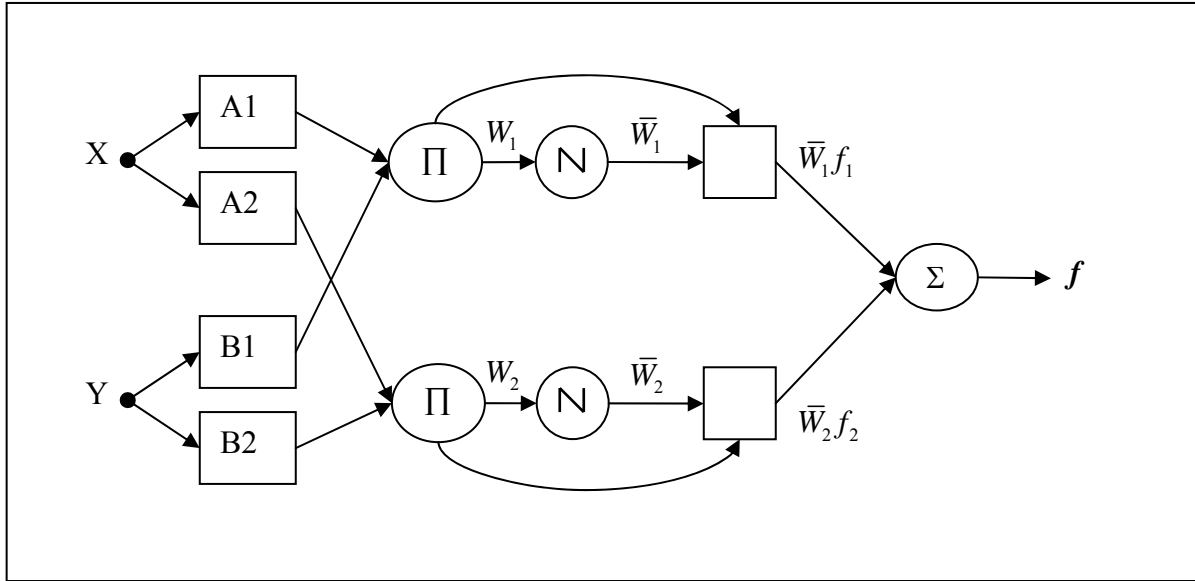 X
A1
A2
Y
B1
B2
Π
W₁
N
W̅₁
W̅₁f₁
Π
W₂
N
W̅₂
W̅₂f₂
Σ
f